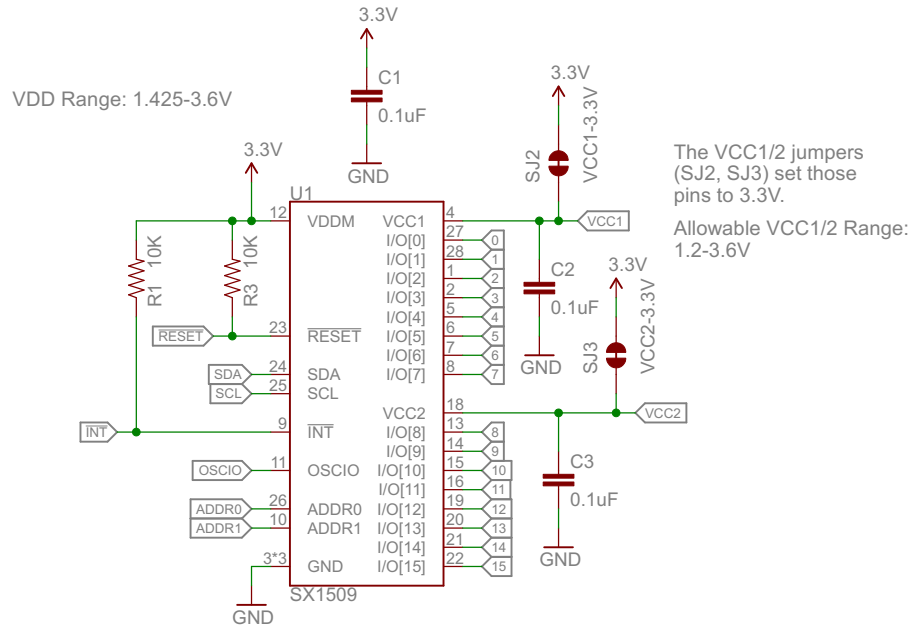 3.3V
C1
0.1uF
GND
VDD Range: 1.425-3.6V
3.3V
SJ2
VCC1-3.3V
The VCC1/2 jumpers
(SJ2, SJ3) set those
pins to 3.3V.
Allowable VCC1/2 Range:
1.2-3.6V
3.3V
R1
10K
R3
10K
U1
12 VDDM
RESET 23 RESET
SDA 24 SDA
SCL 25 SCL
INT 9 INT
OSCIO 11 OSCIO
ADDR0 26 ADDR0
ADDR1 10 ADDR1
3*3 GND
GND
SX1509
VCC1 4 VCC1
I/O[0] 27 0
I/O[1] 28 1
I/O[2] 1 2
I/O[3] 2 3
I/O[4] 5 4
I/O[5] 6 5
I/O[6] 7 6
I/O[7] 8 7
C2
0.1uF
GND
3.3V
SJ3
VCC2-3.3V
VCC2 18 VCC2
I/O[8] 13 8
I/O[9] 14 9
I/O[10] 15 10
I/O[11] 16 11
I/O[12] 19 12
I/O[13] 20 13
I/O[14] 21 14
I/O[15] 22 15
C3
0.1uF
GND